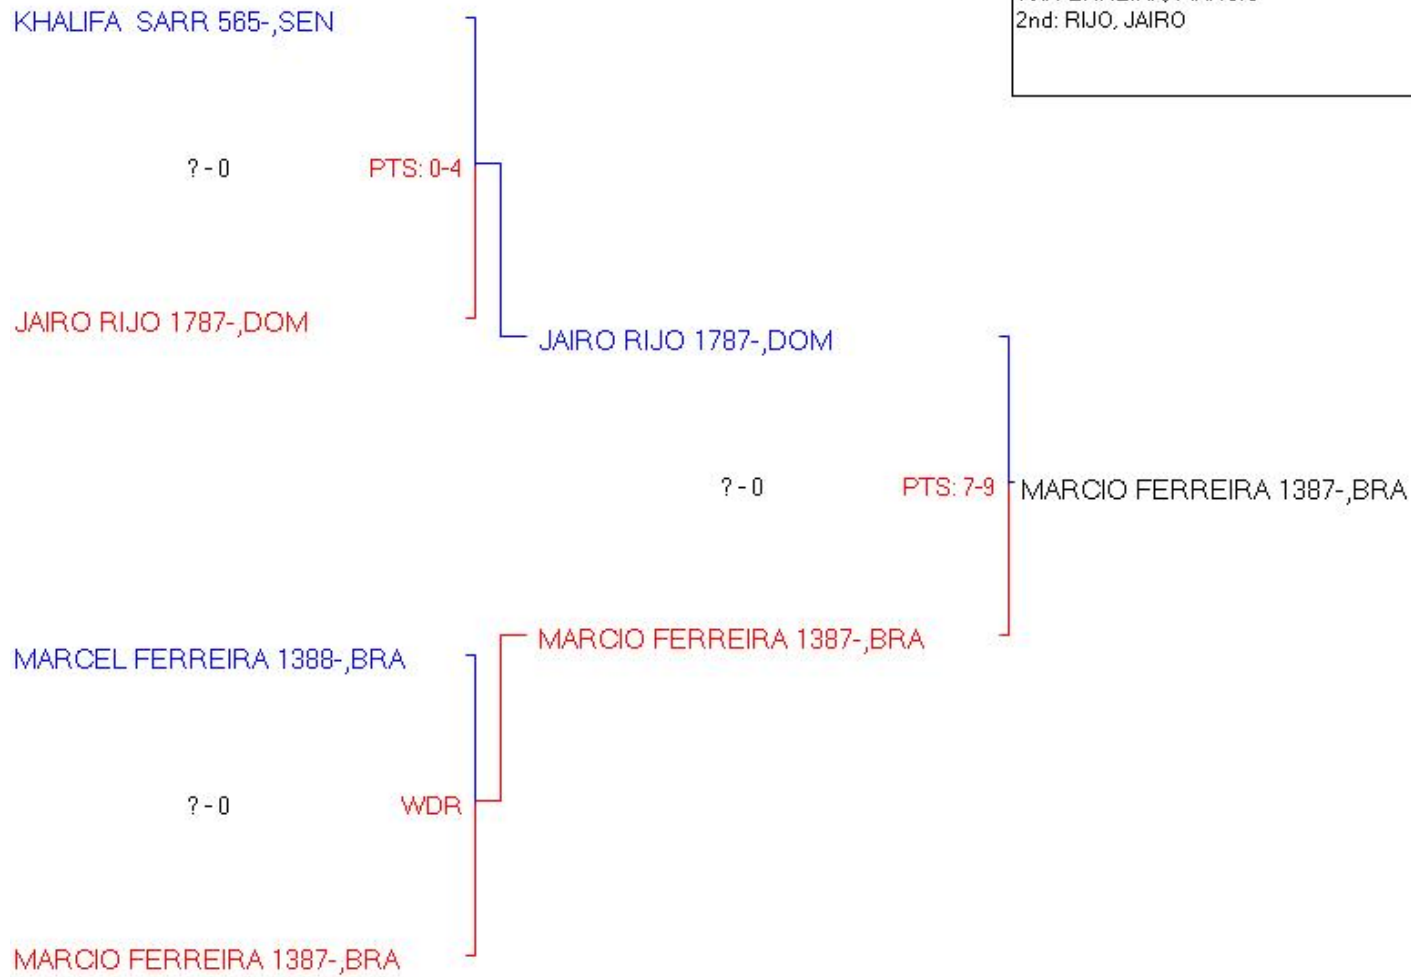 KHALIFA  SARR 565-,SEN
2nd: RIJO, JAIRO
? - 0
PTS: 0-4
JAIRO RIJO 1787-,DOM
JAIRO RIJO 1787-,DOM
? - 0
PTS: 7-9
MARCIO FERREIRA 1387-,BRA
MARCIO FERREIRA 1387-,BRA
MARCEL FERREIRA 1388-,BRA
? - 0
WDR
MARCIO FERREIRA 1387-,BRA